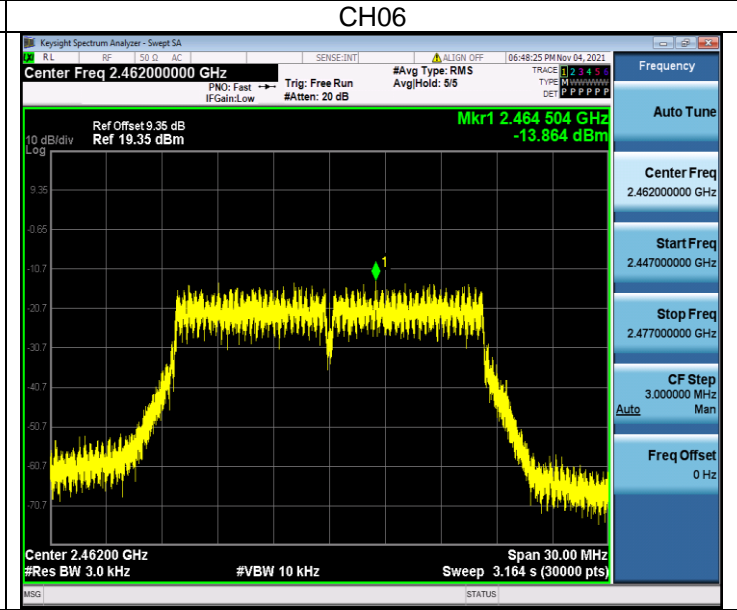 CH06
Keysight Spectrum Analyzer - Swept SA
RL RF 50 Ω AC SENSE:INT ALIGN OFF 06:48:25 PM Nov 04, 2021
Center Freq 2.462000000 GHz
PNO: Fast
IFGain:Low
Trig: Free Run
#Atten: 20 dB
#Avg Type: RMS
Avg|Hold: 5/5
TRACE 1 2 3 4 5 6
TYPE M WWWWW
DET P P P P P P
Ref Offset 9.35 dB
10 dB/div Ref 19.35 dBm
Log
Mkr1 2.464 504 GHz
-13.864 dBm
9.35
-0.65
-10.7
-20.7
-30.7
-40.7
-50.7
-60.7
-70.7
1
Center 2.46200 GHz Span 30.00 MHz
#Res BW 3.0 kHz #VBW 10 kHz Sweep 3.164 s (30000 pts)
MSG STATUS
Frequency
Auto Tune
Center Freq
2.462000000 GHz
Start Freq
2.447000000 GHz
Stop Freq
2.477000000 GHz
CF Step
3.000000 MHz
Auto Man
Freq Offset
0 Hz